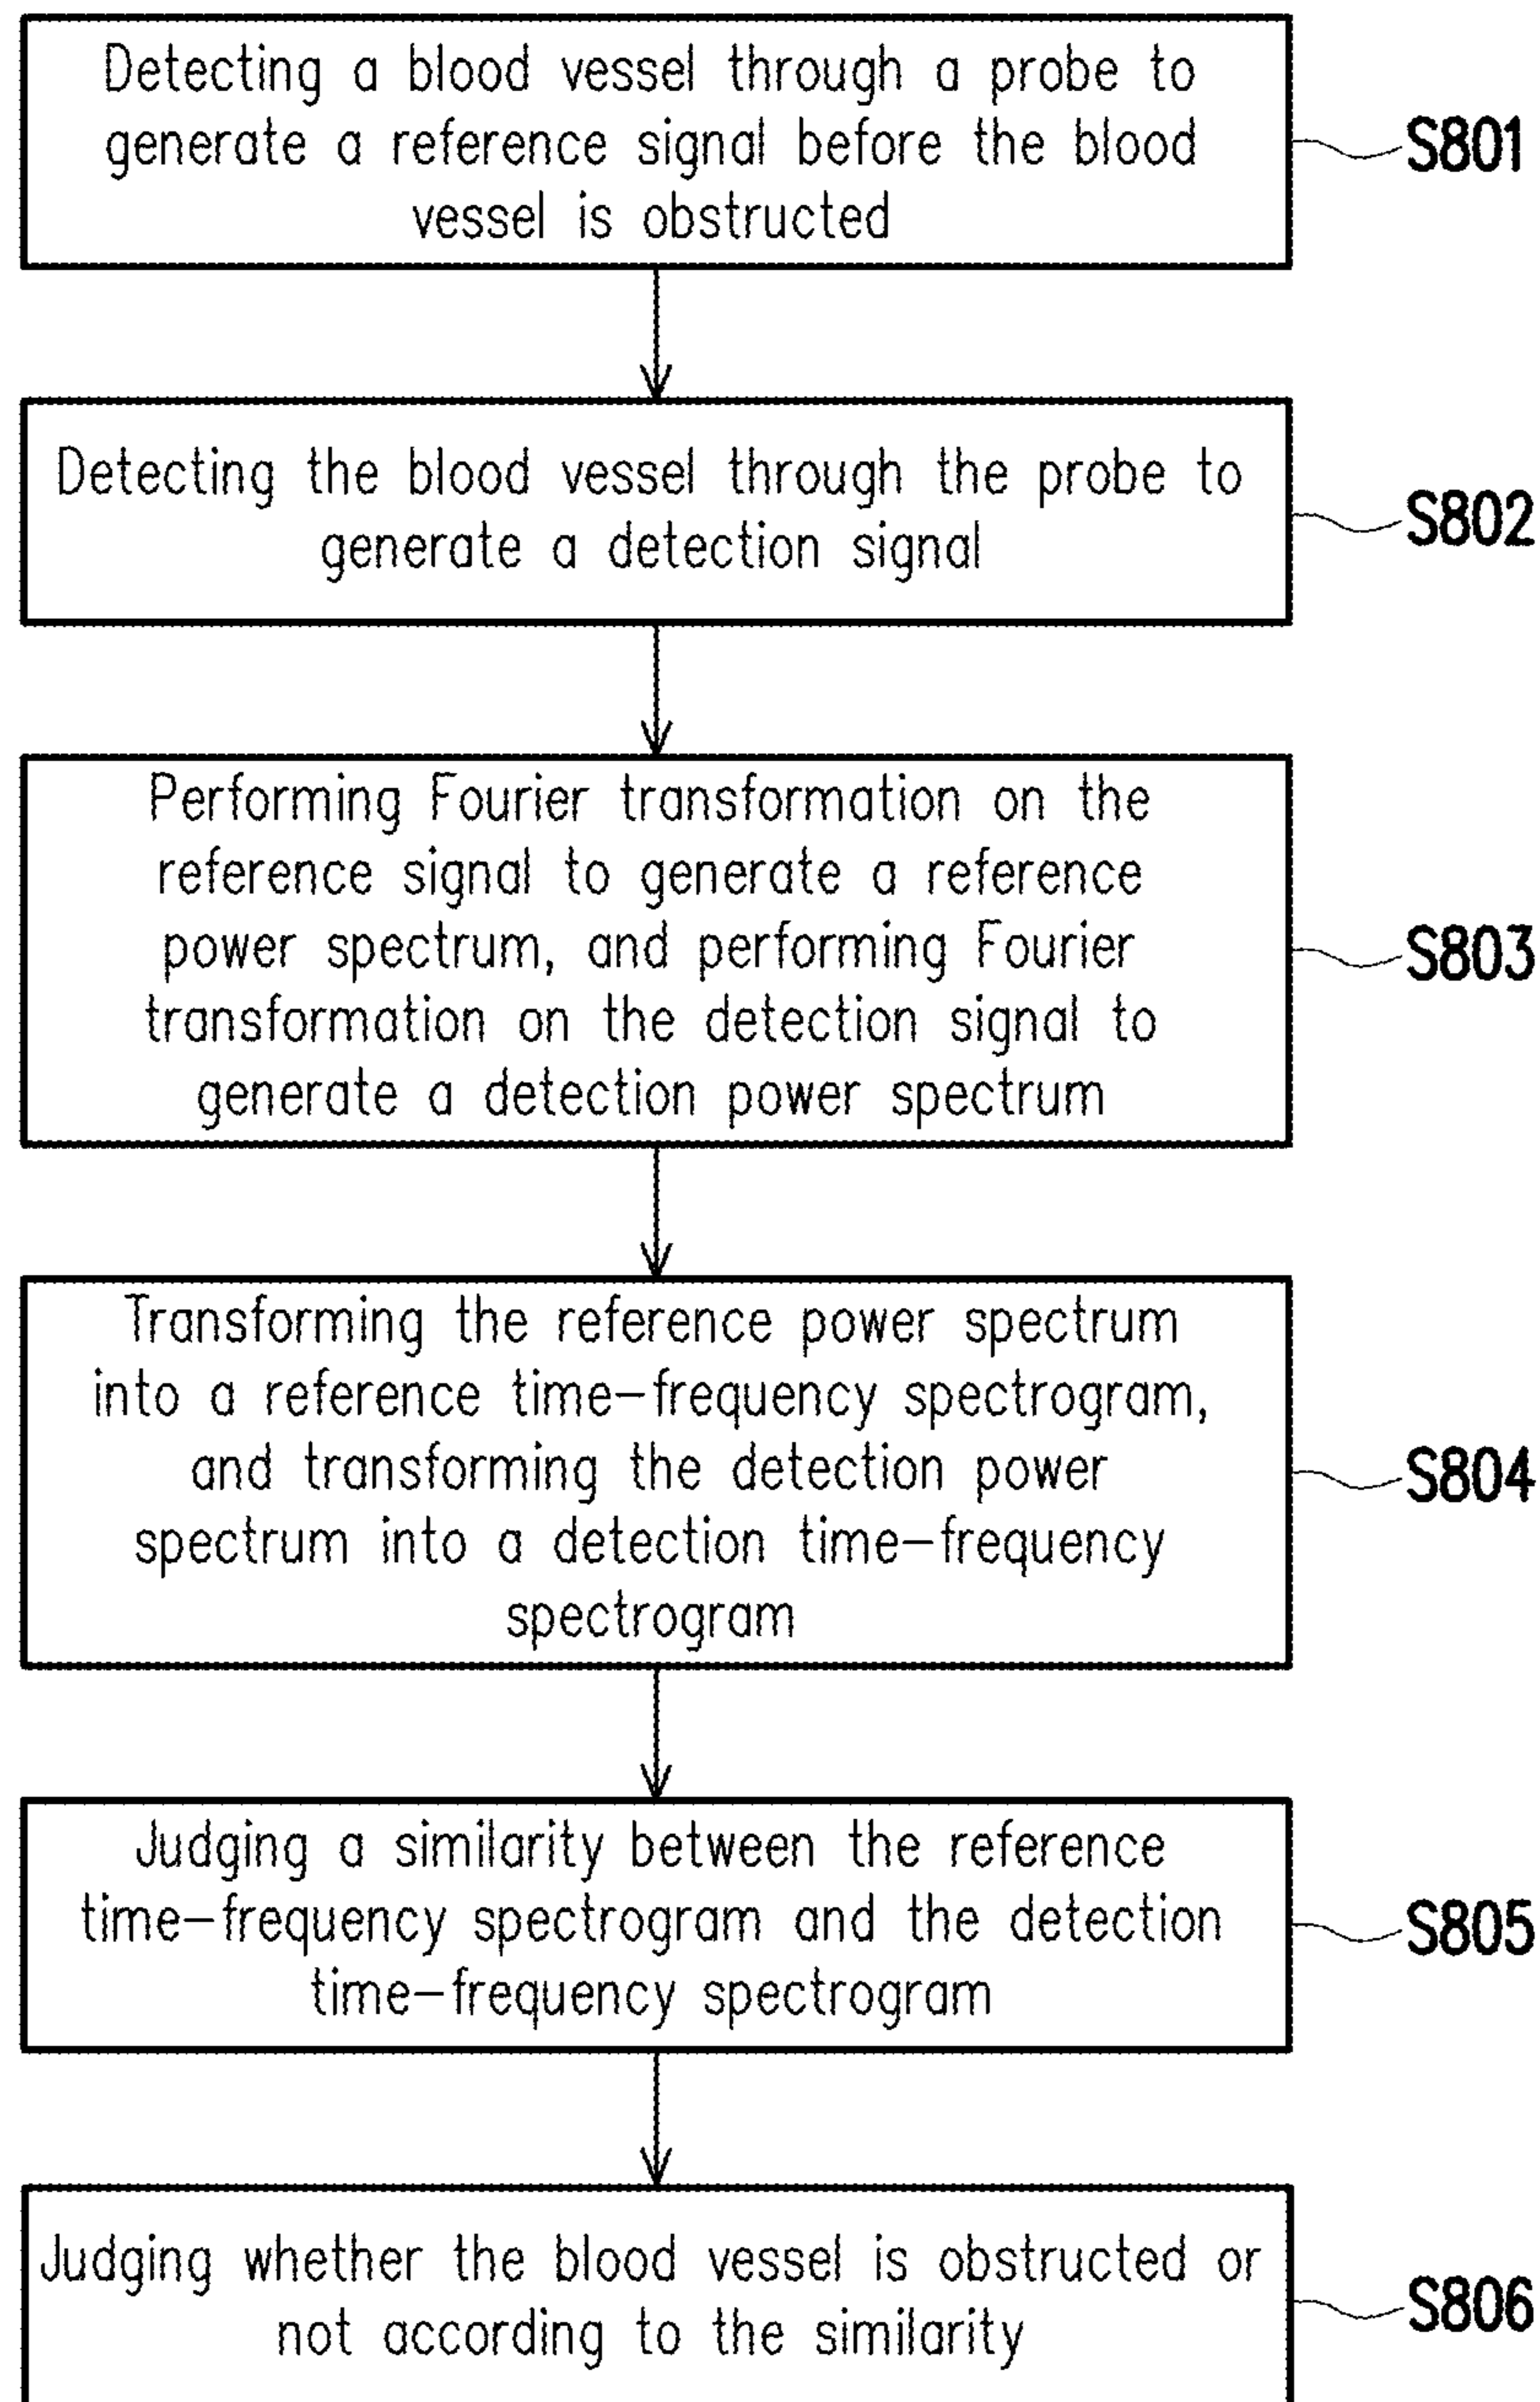 Detecting a blood vessel through a probe to
generate a reference signal before the blood
vessel is obstructed
S801
Detecting the blood vessel through the probe to
generate a detection signal
S802
Performing Fourier transformation on the
reference signal to generate a reference
power spectrum, and performing Fourier
transformation on the detection signal to
generate a detection power spectrum
S803
Transforming the reference power spectrum
into a reference time-frequency spectrogram,
and transforming the detection power
spectrum into a detection time-frequency
spectrogram
S804
Judging a similarity between the reference
time-frequency spectrogram and the detection
time-frequency spectrogram
S805
Judging whether the blood vessel is obstructed or
not according to the similarity
S806